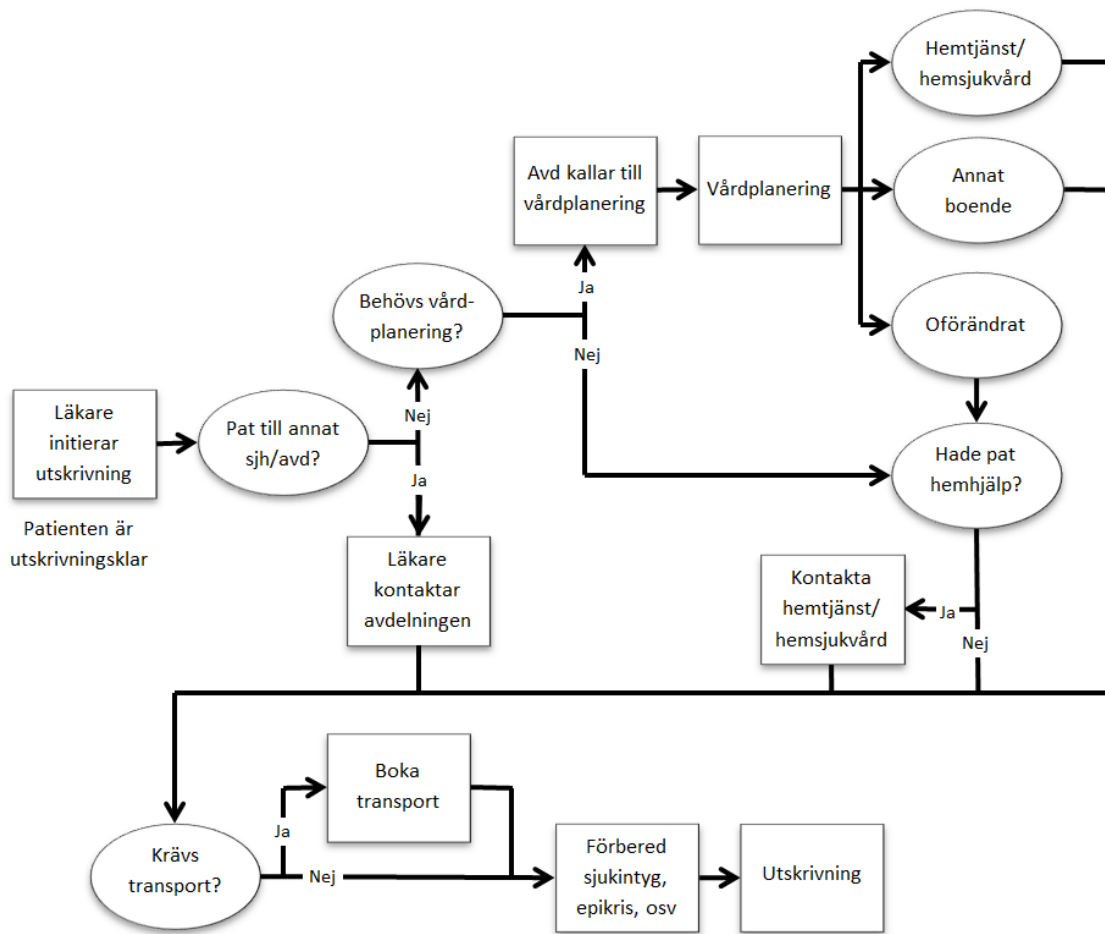 Hemtjänst/
hemsjukvård
Avd kallar till
vårdplanering
Vårdplanering
Annat
boende
Ja
Behövs vård-
planering?
Nej
Oförändrat
Läkare
initierar
utskrivning
Nej
Pat till annat
sjh/avd?
Ja
Hade pat
hemhjälp?
Patienten är
utskrivningsklar
Läkare
kontaktar
avdelningen
Kontakta
hemtjänst/
hemsjukvård
Ja
Nej
Boka
transport
Ja
Krävs
transport?
Nej
Förbered
sjukintyg,
epikris, osv
Utskrivning